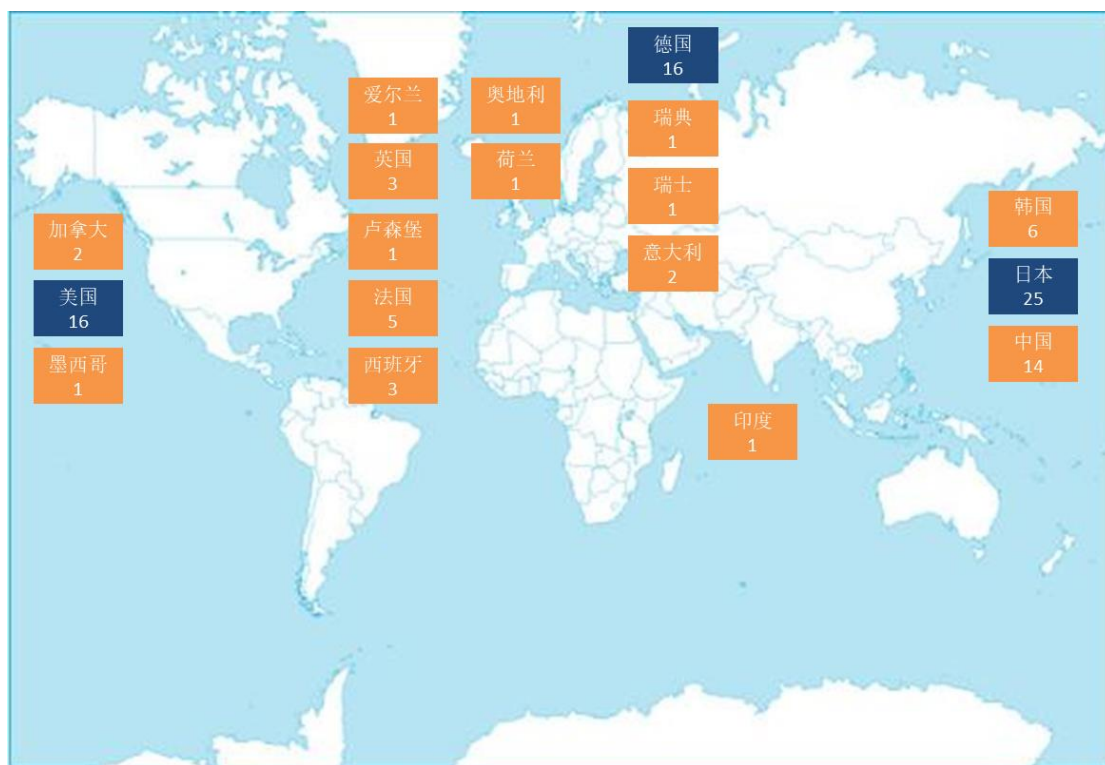 德国
16
爱尔兰
1
奥地利
1
瑞典
1
英国
3
荷兰
1
瑞士
1
韩国
6
加拿大
2
卢森堡
1
意大利
2
日本
25
美国
16
法国
5
中国
14
墨西哥
1
西班牙
3
印度
1